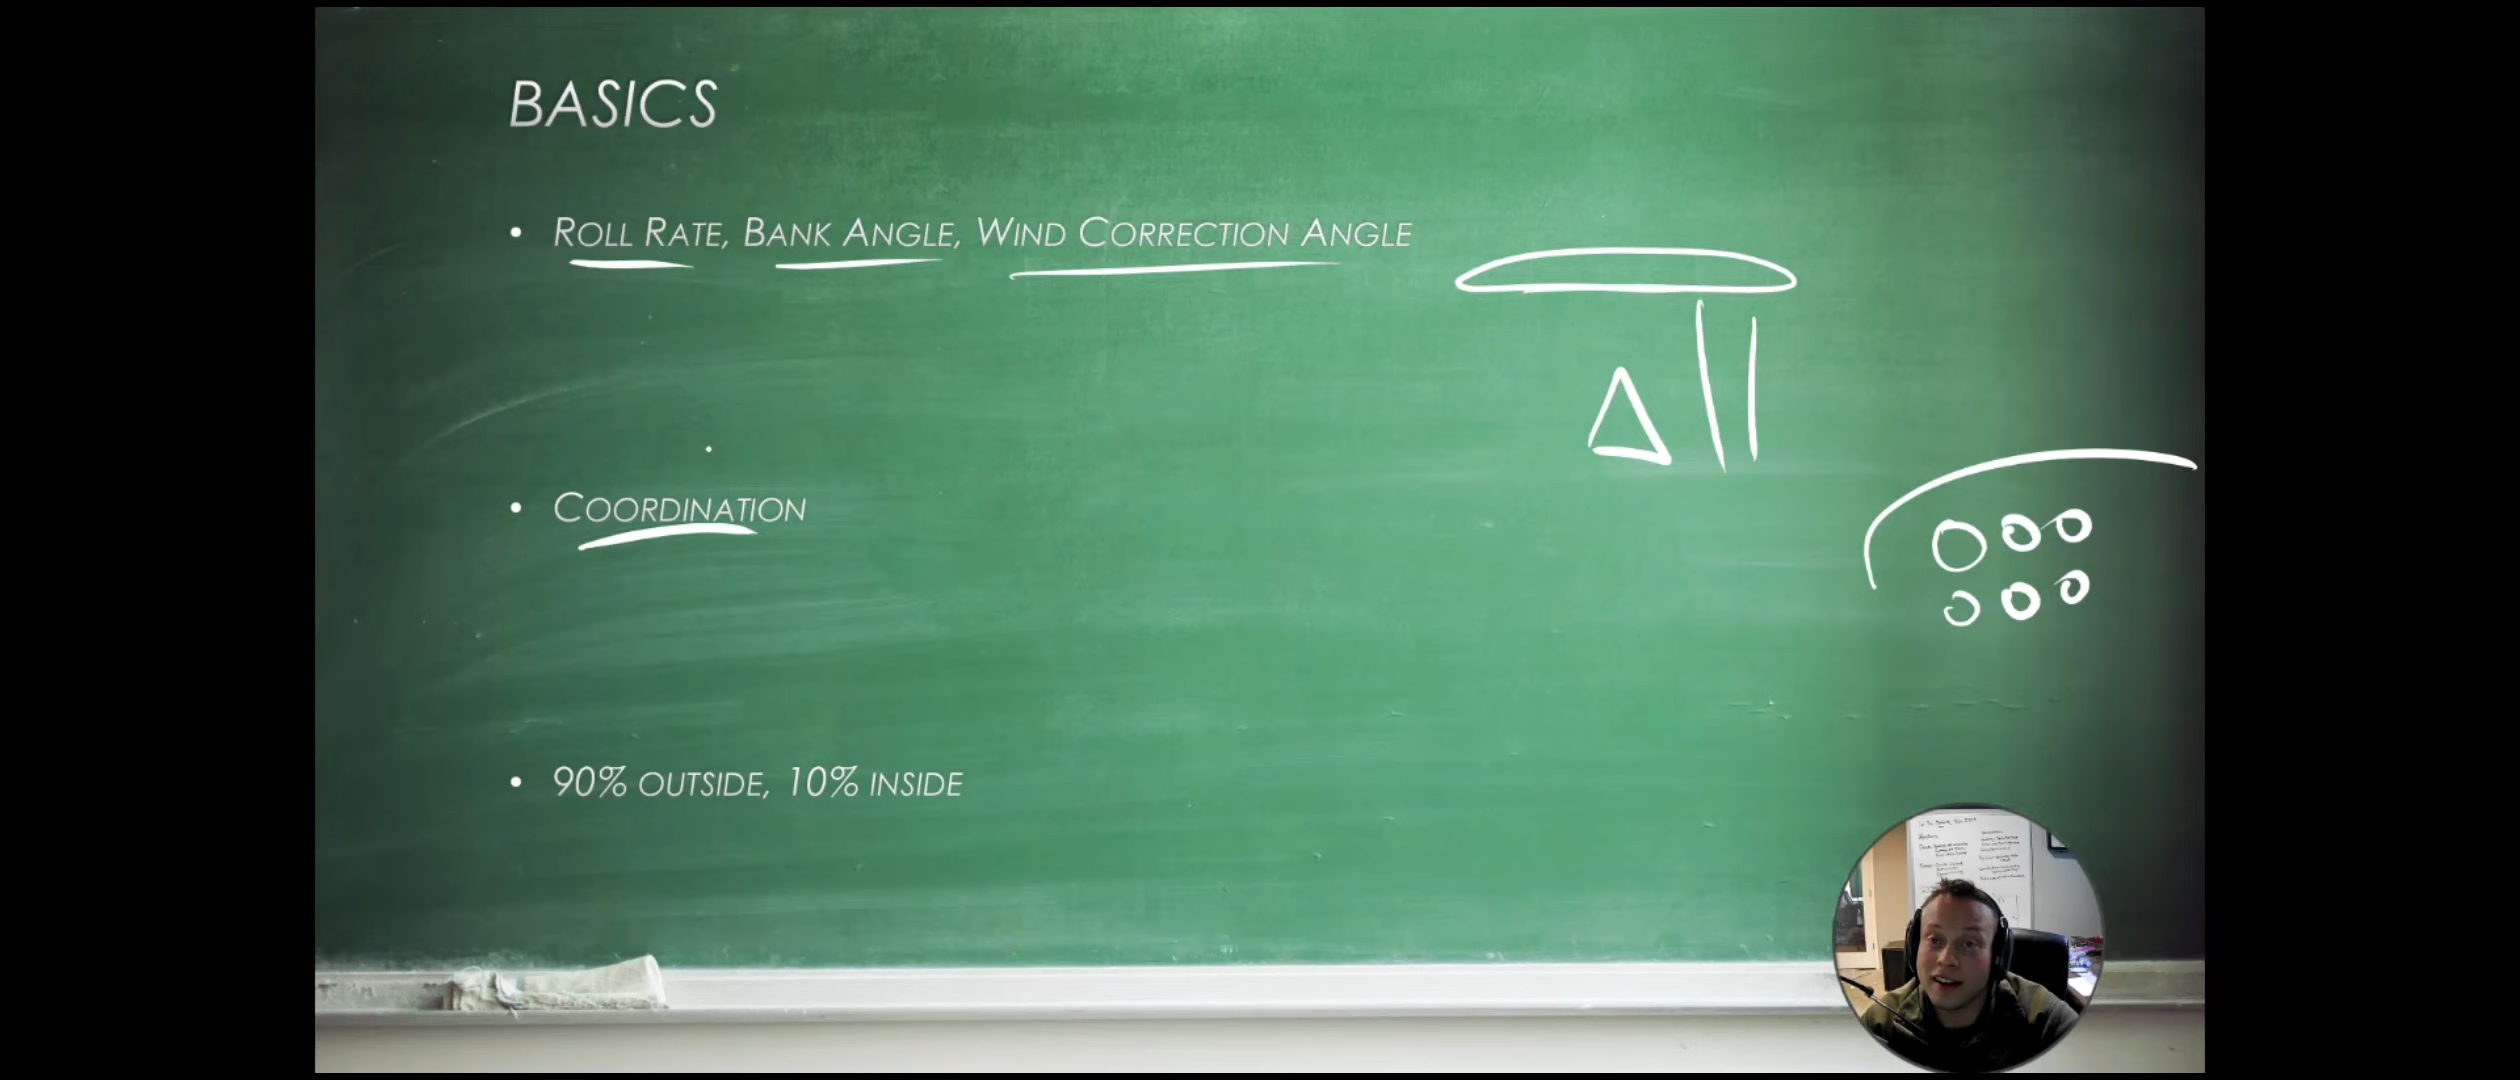 BASICS
• ROLL RATE, BANK ANGLE, WIND CORRECTION ANGLE
• COORDINATION
• 90% OUTSIDE, 10% INSIDE